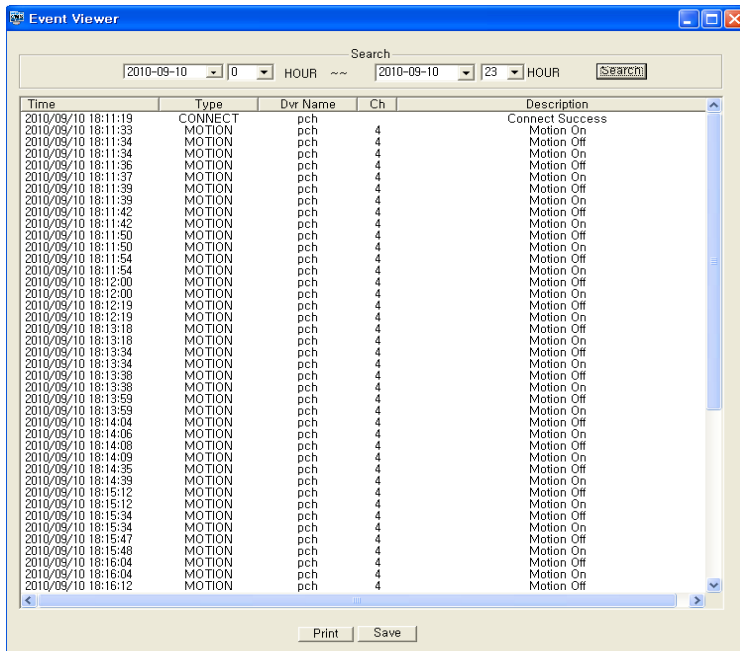 Event Viewer
Search
2010-09-10 0 HOUR ~~ 2010-09-10 23 HOUR Search
Time Type Dvr Name Ch Description
2010/09/10 18:11:19 CONNECT pch Connect Success
2010/09/10 18:11:33 MOTION pch 4 Motion On
2010/09/10 18:11:34 MOTION pch 4 Motion Off
2010/09/10 18:11:34 MOTION pch 4 Motion On
2010/09/10 18:11:36 MOTION pch 4 Motion Off
2010/09/10 18:11:37 MOTION pch 4 Motion On
2010/09/10 18:11:39 MOTION pch 4 Motion Off
2010/09/10 18:11:39 MOTION pch 4 Motion On
2010/09/10 18:11:42 MOTION pch 4 Motion Off
2010/09/10 18:11:42 MOTION pch 4 Motion On
2010/09/10 18:11:50 MOTION pch 4 Motion Off
2010/09/10 18:11:50 MOTION pch 4 Motion On
2010/09/10 18:11:54 MOTION pch 4 Motion Off
2010/09/10 18:11:54 MOTION pch 4 Motion On
2010/09/10 18:12:00 MOTION pch 4 Motion Off
2010/09/10 18:12:00 MOTION pch 4 Motion On
2010/09/10 18:12:19 MOTION pch 4 Motion Off
2010/09/10 18:12:19 MOTION pch 4 Motion On
2010/09/10 18:13:18 MOTION pch 4 Motion Off
2010/09/10 18:13:18 MOTION pch 4 Motion On
2010/09/10 18:13:34 MOTION pch 4 Motion Off
2010/09/10 18:13:34 MOTION pch 4 Motion On
2010/09/10 18:13:38 MOTION pch 4 Motion Off
2010/09/10 18:13:38 MOTION pch 4 Motion On
2010/09/10 18:13:59 MOTION pch 4 Motion Off
2010/09/10 18:13:59 MOTION pch 4 Motion On
2010/09/10 18:14:04 MOTION pch 4 Motion Off
2010/09/10 18:14:06 MOTION pch 4 Motion On
2010/09/10 18:14:08 MOTION pch 4 Motion Off
2010/09/10 18:14:09 MOTION pch 4 Motion On
2010/09/10 18:14:35 MOTION pch 4 Motion Off
2010/09/10 18:14:39 MOTION pch 4 Motion On
2010/09/10 18:15:12 MOTION pch 4 Motion Off
2010/09/10 18:15:12 MOTION pch 4 Motion On
2010/09/10 18:15:34 MOTION pch 4 Motion Off
2010/09/10 18:15:34 MOTION pch 4 Motion On
2010/09/10 18:15:47 MOTION pch 4 Motion Off
2010/09/10 18:15:48 MOTION pch 4 Motion On
2010/09/10 18:16:04 MOTION pch 4 Motion Off
2010/09/10 18:16:04 MOTION pch 4 Motion On
2010/09/10 18:16:12 MOTION pch 4 Motion Off
Print Save